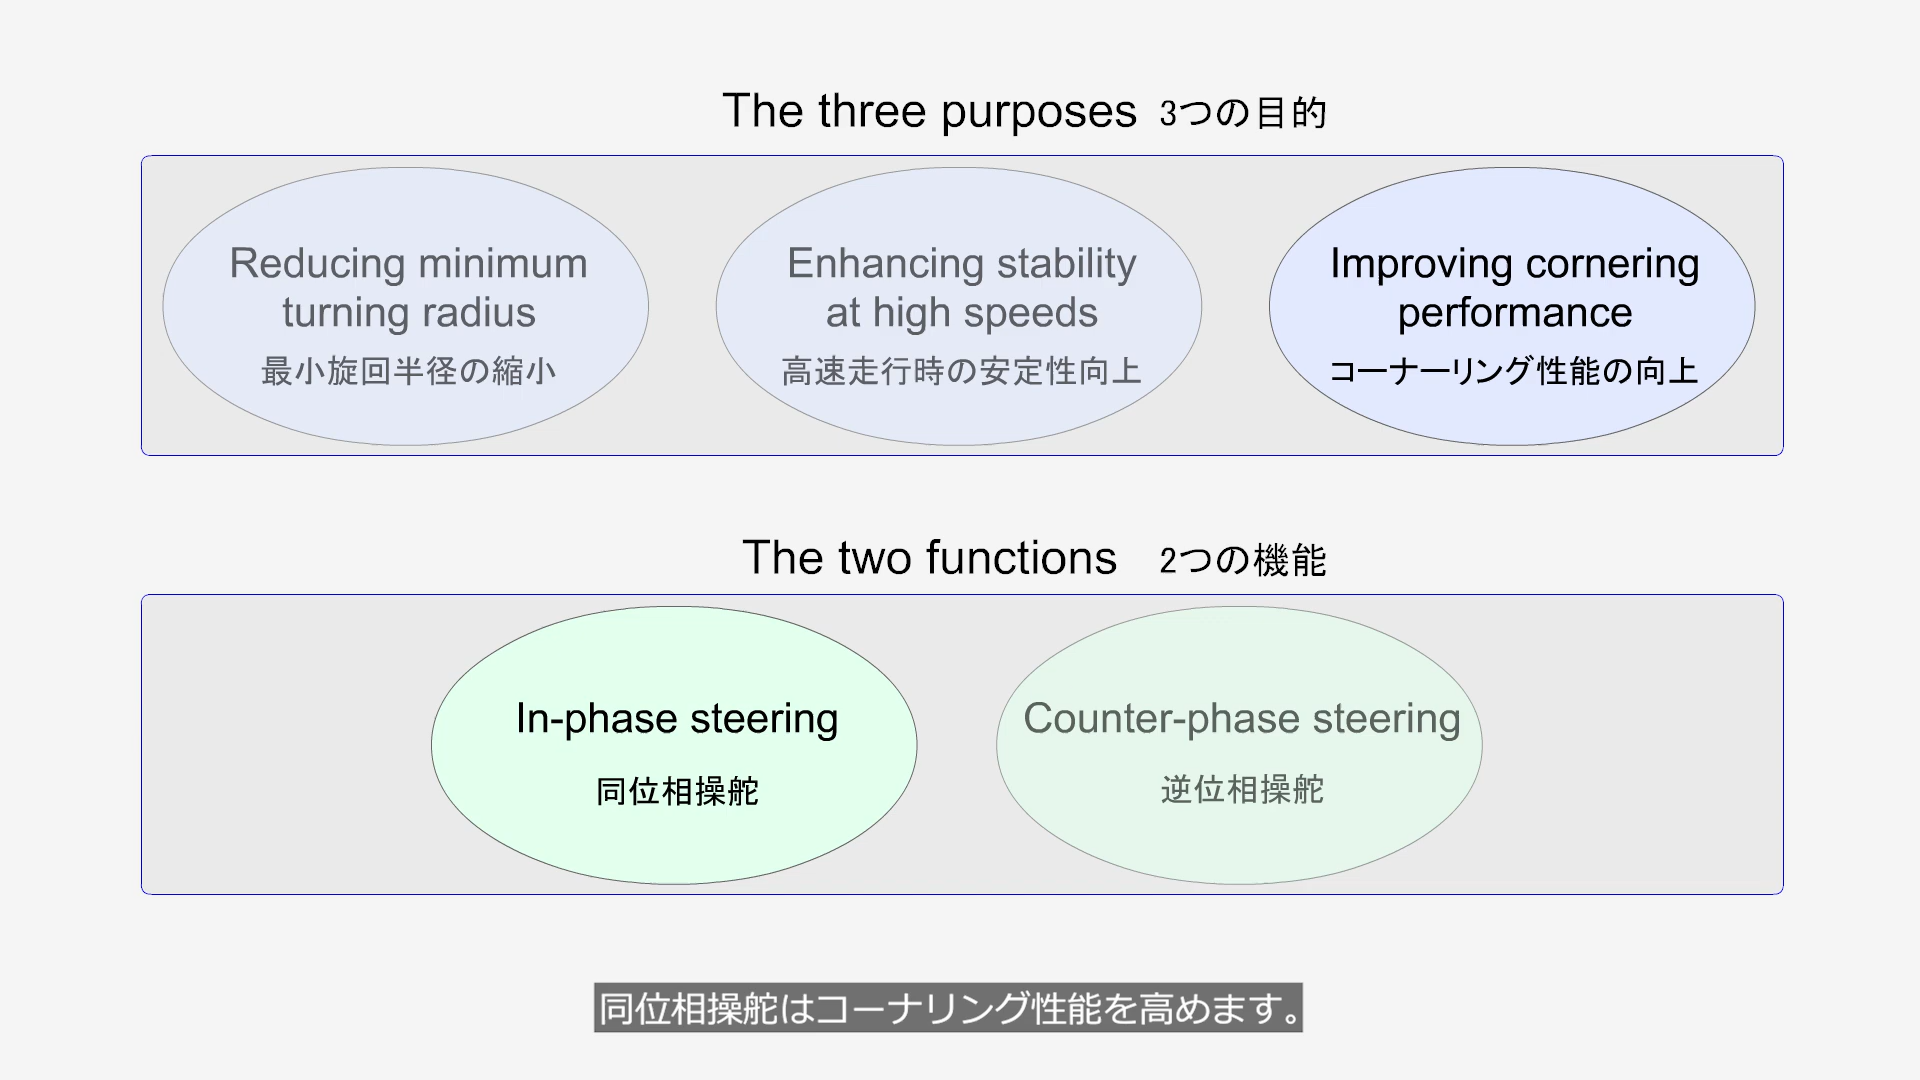 The three purposes 3つの目的
Reducing minimum
turning radius
最小旋回半径の縮小
Enhancing stability
at high speeds
高速走行時の安定性向上
Improving cornering
performance
コーナーリング性能の向上
The two functions 2つの機能
In-phase steering
同位相操舵
Counter-phase steering
逆位相操舵
同位相操舵はコーナリング性能を高めます。